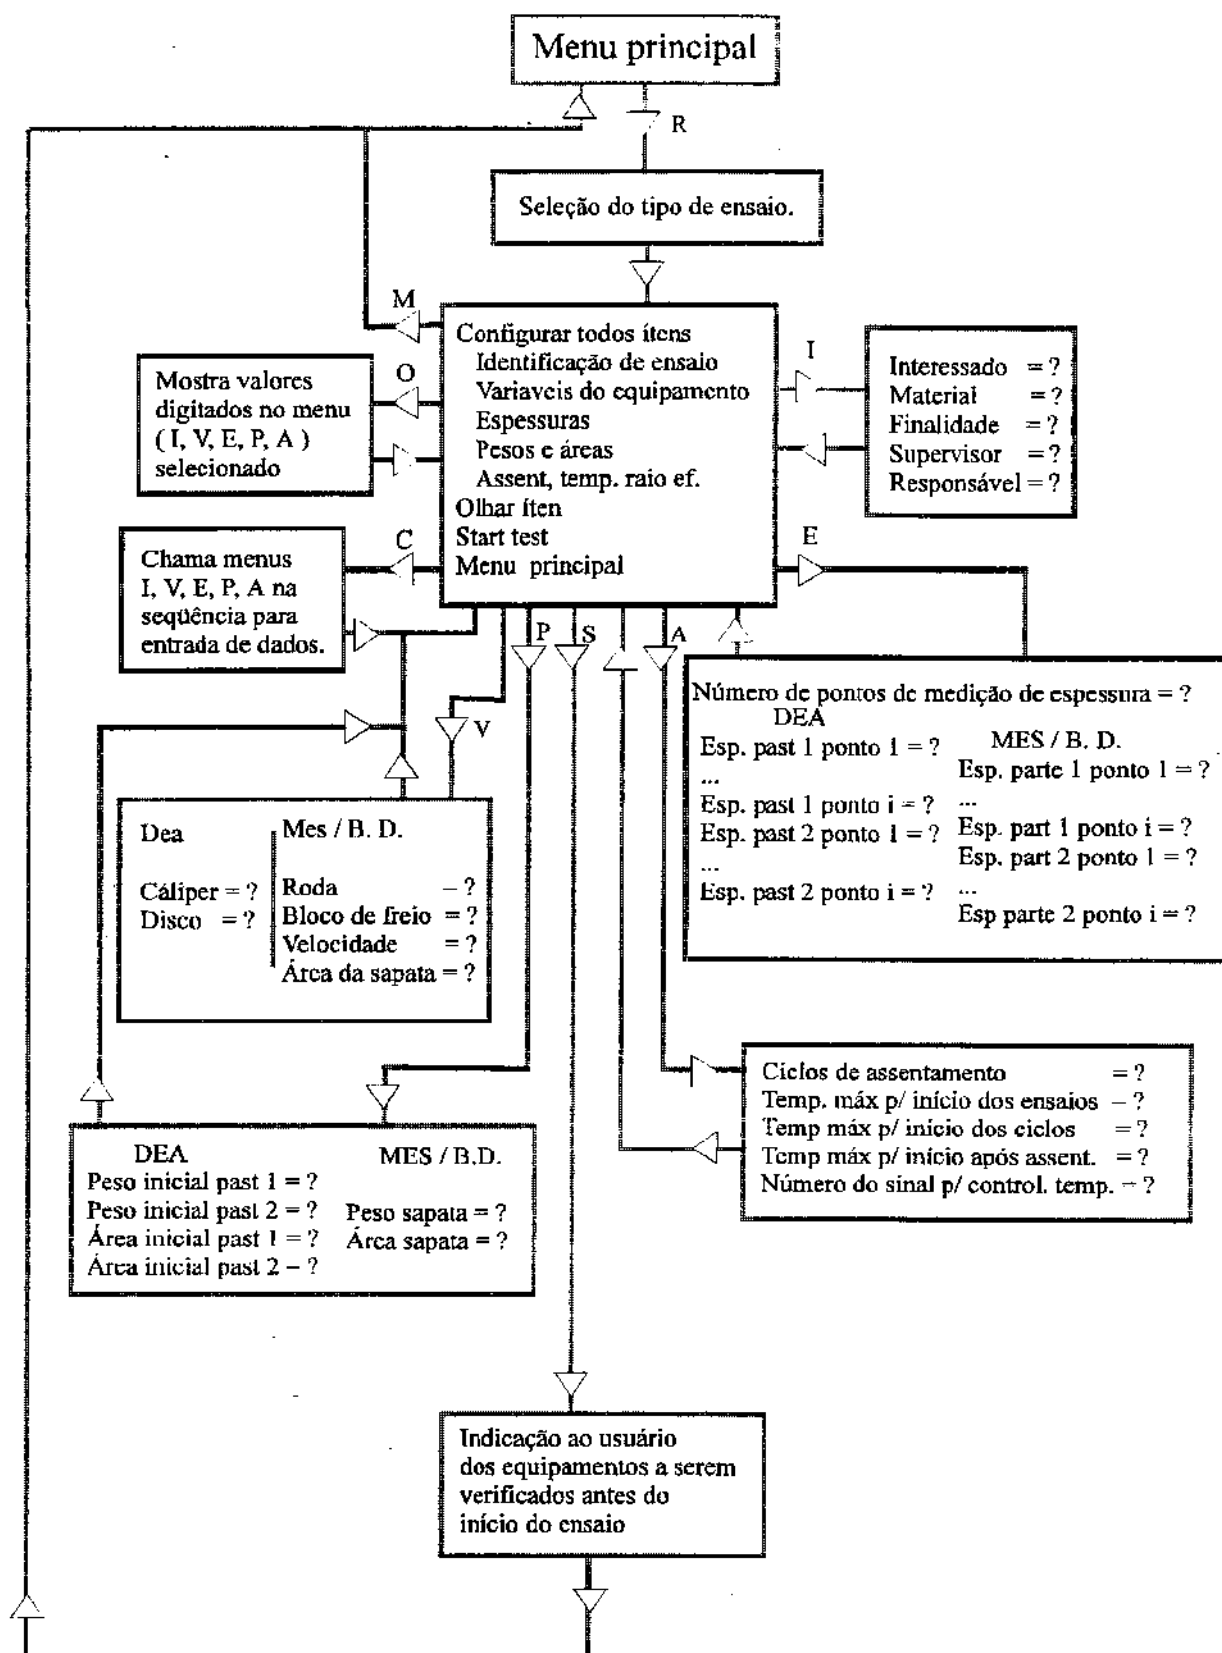 Menu principal
R
Seleção do tipo de ensaio.
M
Configurar todos ítens
Identificação de ensaio
Variaveis do equipamento
Espessuras
Pesos e áreas
Assent, temp. raio ef.
Olhar íten
Start test
Menu principal
O
Mostra valores
digitados no menu
( I, V, E, P, A )
selecionado
I
Interessado = ?
Material = ?
Finalidade = ?
Supervisor = ?
Responsável = ?
C
Chama menus
I, V, E, P, A na
seqüência para
entrada de dados.
E
P
S
A
V
Número de pontos de medição de espessura = ?
DEA
Esp. past 1 ponto 1 = ?
...
Esp. past 1 ponto i = ?
Esp. past 2 ponto 1 = ?
...
Esp. past 2 ponto i = ?
MES / B. D.
Esp. parte 1 ponto 1 = ?
...
Esp. part 1 ponto i = ?
Esp. part 2 ponto 1 = ?
...
Esp parte 2 ponto i = ?
Dea
Cáliper = ?
Disco = ?
Mes / B. D.
Roda = ?
Bloco de freio = ?
Velocidade = ?
Área da sapata = ?
Ciclos de assentamento = ?
Temp. máx p/ início dos ensaios = ?
Temp máx p/ início dos ciclos = ?
Temp máx p/ início após assent. = ?
Número do sinal p/ control. temp. = ?
DEA
Peso inicial past 1 = ?
Peso inicial past 2 = ?
Área inicial past 1 = ?
Área inicial past 2 = ?
MES / B.D.
Peso sapata = ?
Área sapata = ?
Indicação ao usuário
dos equipamentos a serem
verificados antes do
início do ensaio